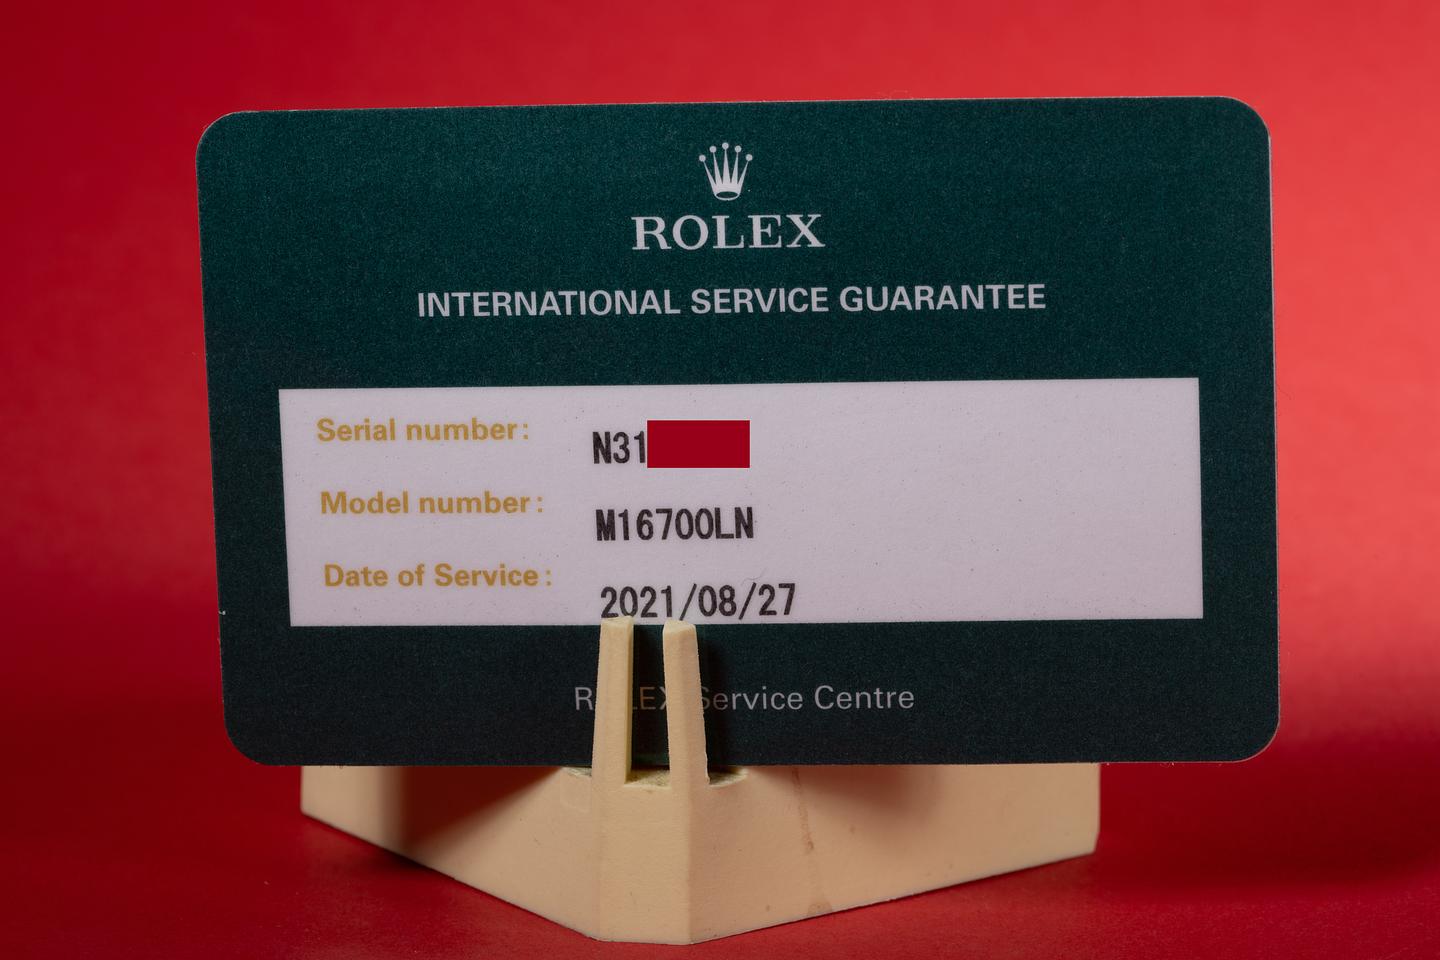 ROLEX
INTERNATIONAL SERVICE GUARANTEE
Serial number: N31
Model number: M16700LN
Date of Service: 2021/08/27
Service Centre